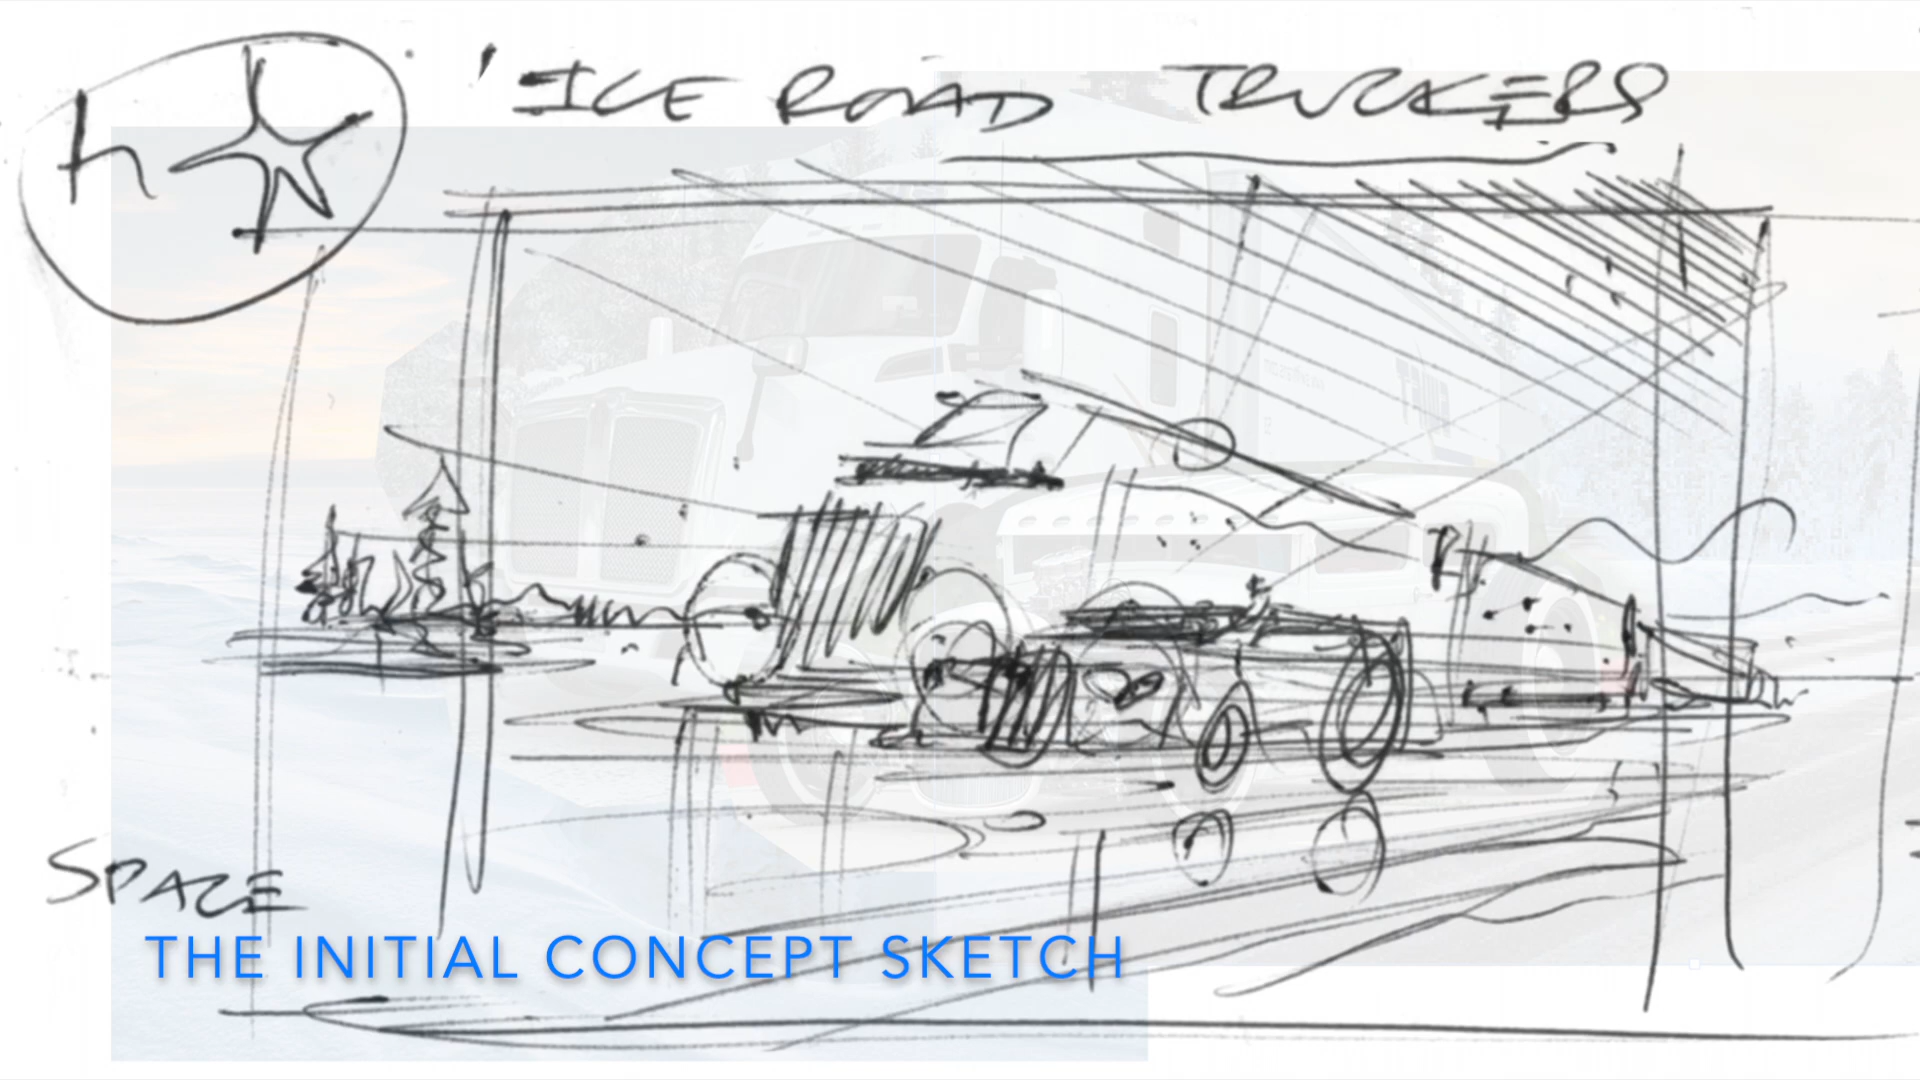 'ICE ROAD TRUCKERS
h
SPACE
THE INITIAL CONCEPT SKETCH